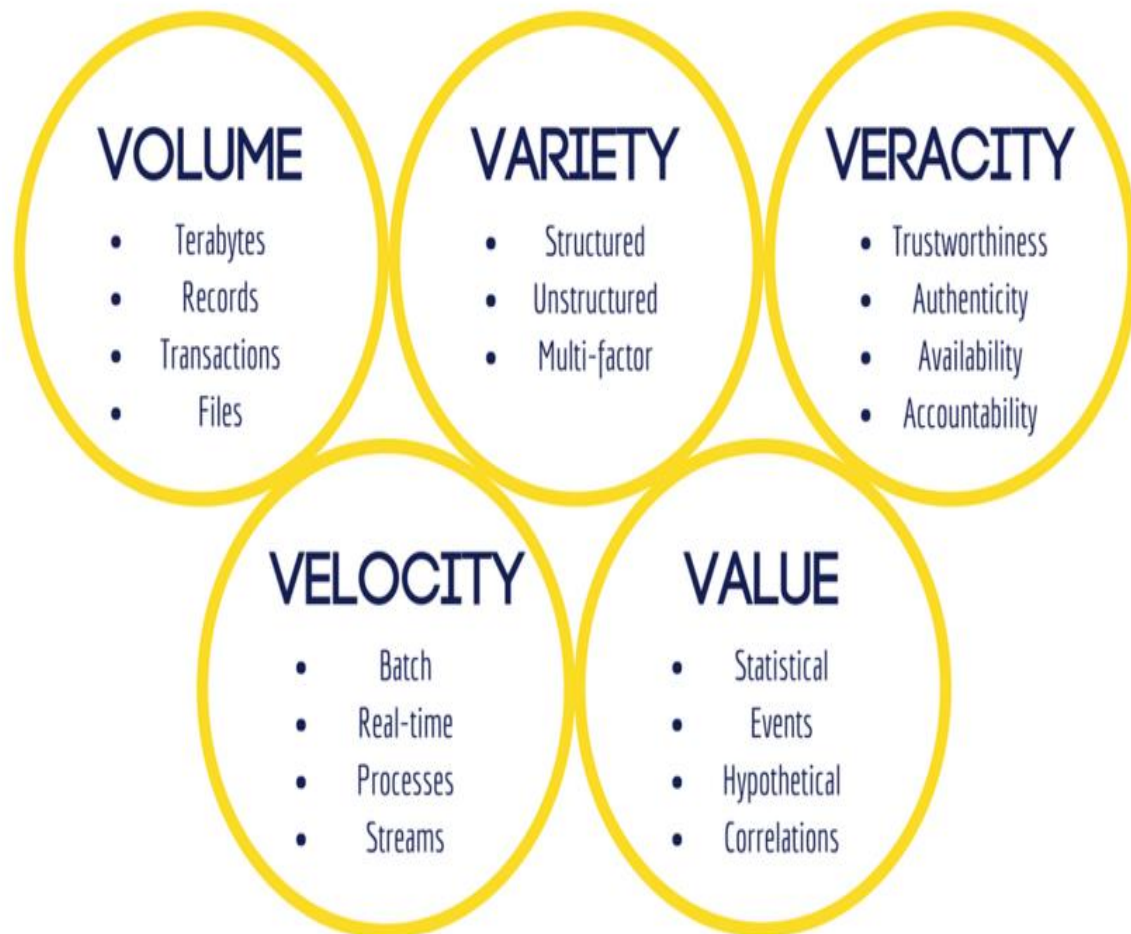 VOLUME
• Terabytes
• Records
• Transactions
• Files
VARIETY
• Structured
• Unstructured
• Multi-factor
VERACITY
• Trustworthiness
• Authenticity
• Availability
• Accountability
VELOCITY
• Batch
• Real-time
• Processes
• Streams
VALUE
• Statistical
• Events
• Hypothetical
• Correlations